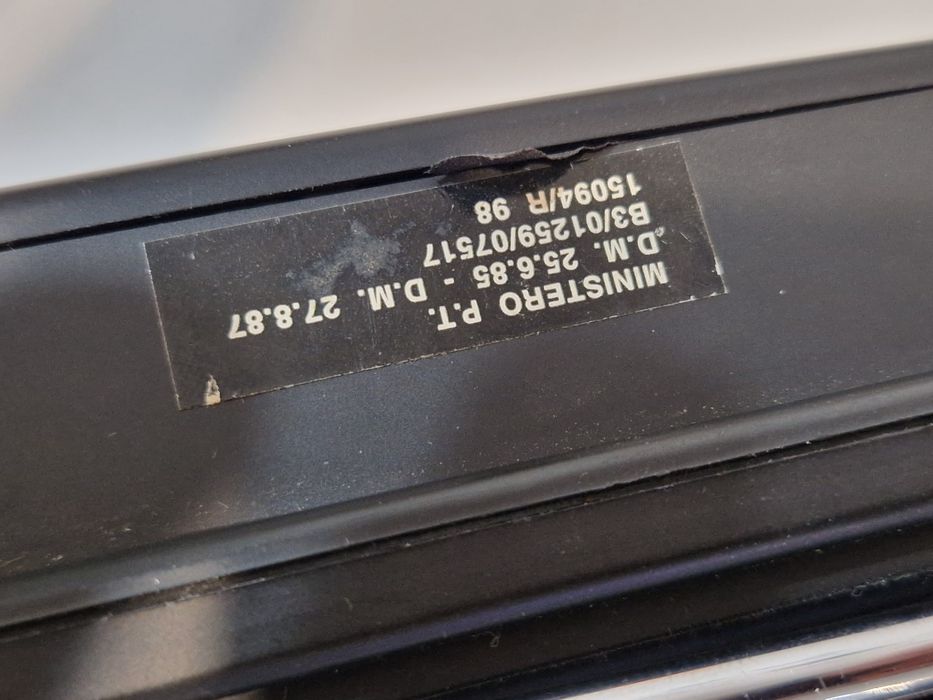 MINISTERO P.T.
D.M. 25.6.85 - D.M. 27.8.87
B3/01259/07517
15094/R 98